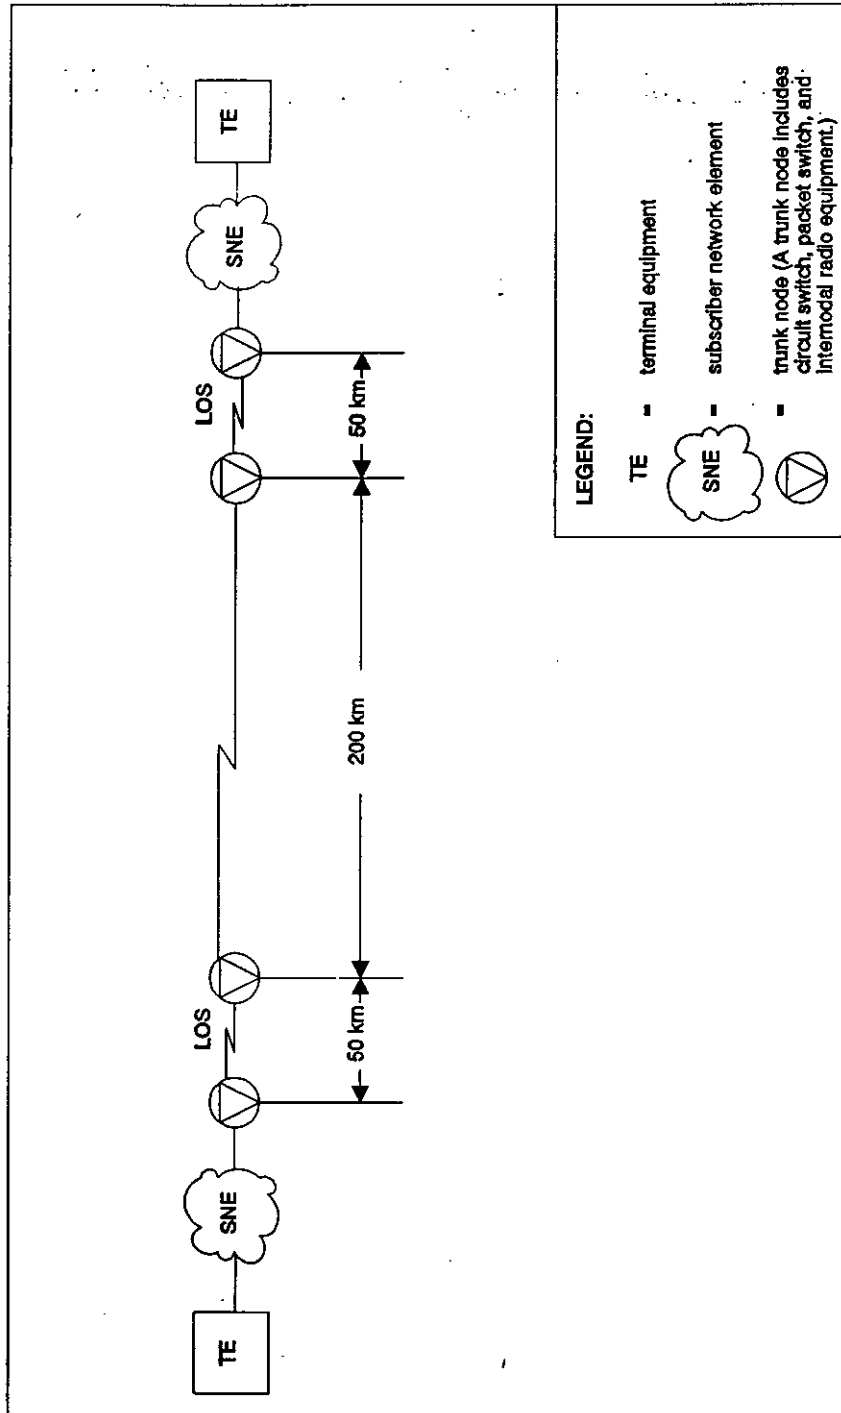 TE
SNE
LOS
LOS
SNE
TE
50 km
200 km
50 km
LEGEND:
TE = terminal equipment
SNE = subscriber network element
= trunk node (A trunk node includes
circuit switch, packet switch, and
internodal radio equipment.)